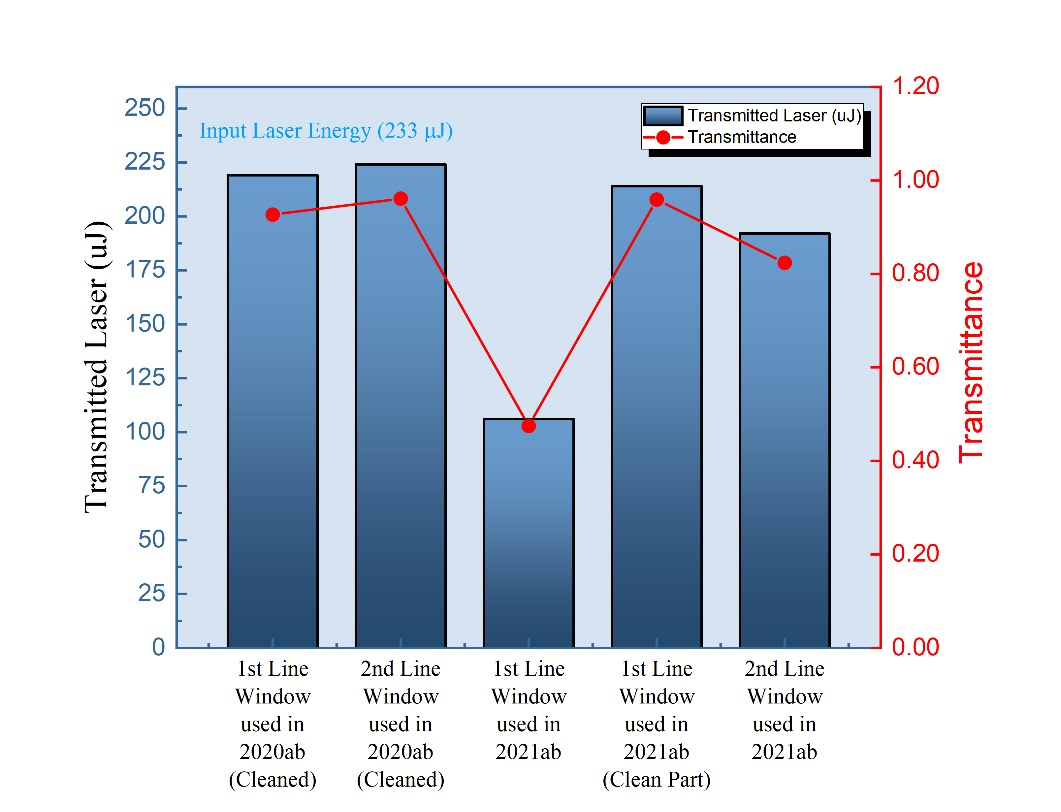 Input Laser Energy (233 μJ)
Transmitted Laser (uJ)
Transmittance
Transmitted Laser (uJ)
250
225
200
175
150
125
100
75
50
25
0
1.20
1.00
0.80
0.60
0.40
0.20
0.00
Transmittance
1st Line
Window
used in
2020ab
(Cleaned)
2nd Line
Window
used in
2020ab
(Cleaned)
1st Line
Window
used in
2021ab
1st Line
Window
used in
2021ab
(Clean Part)
2nd Line
Window
used in
2021ab